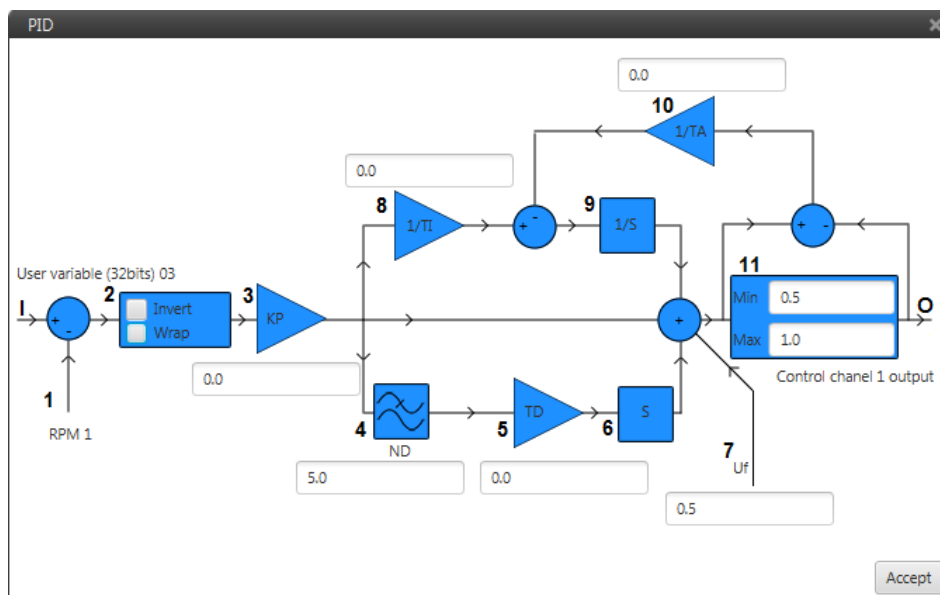 PID
0.0
10
1/TA
0.0
8
1/TI
+
-
9
1/S
+
-
User variable (32bits) 03
I
+
-
2
Invert
Wrap
3
KP
+
11
Min
0.5
Max
1.0
O
0.0
Control chanel 1 output
1
RPM 1
4
ND
5
TD
6
S
7
Uf
5.0
0.0
0.5
Accept